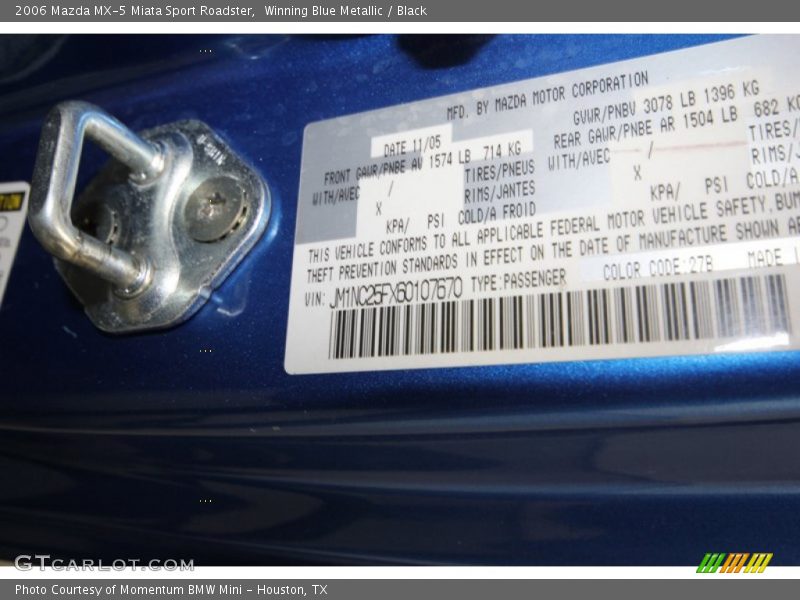 2006 Mazda MX-5 Miata Sport Roadster, Winning Blue Metallic / Black
MFD. BY MAZDA MOTOR CORPORATION
DATE 11/05
GVWR/PNBV 3078 LB 1396 KG
FRONT GAWR/PNBE AV 1574 LB 714 KG
REAR GAWR/PNBE AR 1504 LB 682 KG
WITH/AVEC / TIRES/PNEUS
X RIMS/JANTES
KPA/ PSI COLD/A FROID
WITH/AVEC / TIRES/
X RIMS/
KPA/ PSI COLD/A
THIS VEHICLE CONFORMS TO ALL APPLICABLE FEDERAL MOTOR VEHICLE SAFETY, BUM
THEFT PREVENTION STANDARDS IN EFFECT ON THE DATE OF MANUFACTURE SHOWN
COLOR CODE:27B MADE
VIN: JM1NC25FX60107670 TYPE:PASSENGER
GTCARLOT.COM
Photo Courtesy of Momentum BMW Mini - Houston, TX